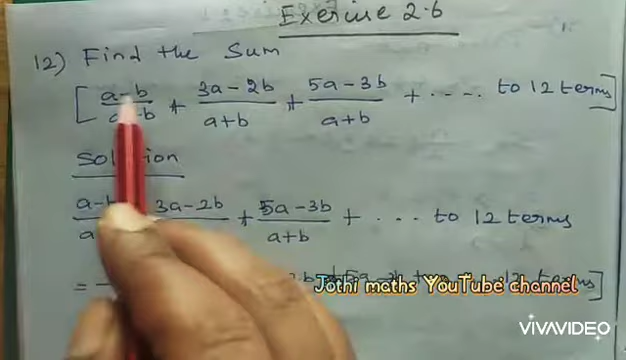 Exercise 2.6
12) Find the Sum
[ a-b/a+b + 3a-2b/a+b + 5a-3b/a+b + .... to 12 terms]
Solution
3a-2b + 5a-3b/a+b + ... to 12 terms
=
Jothi maths YouTube channel
VIVAVIDEO